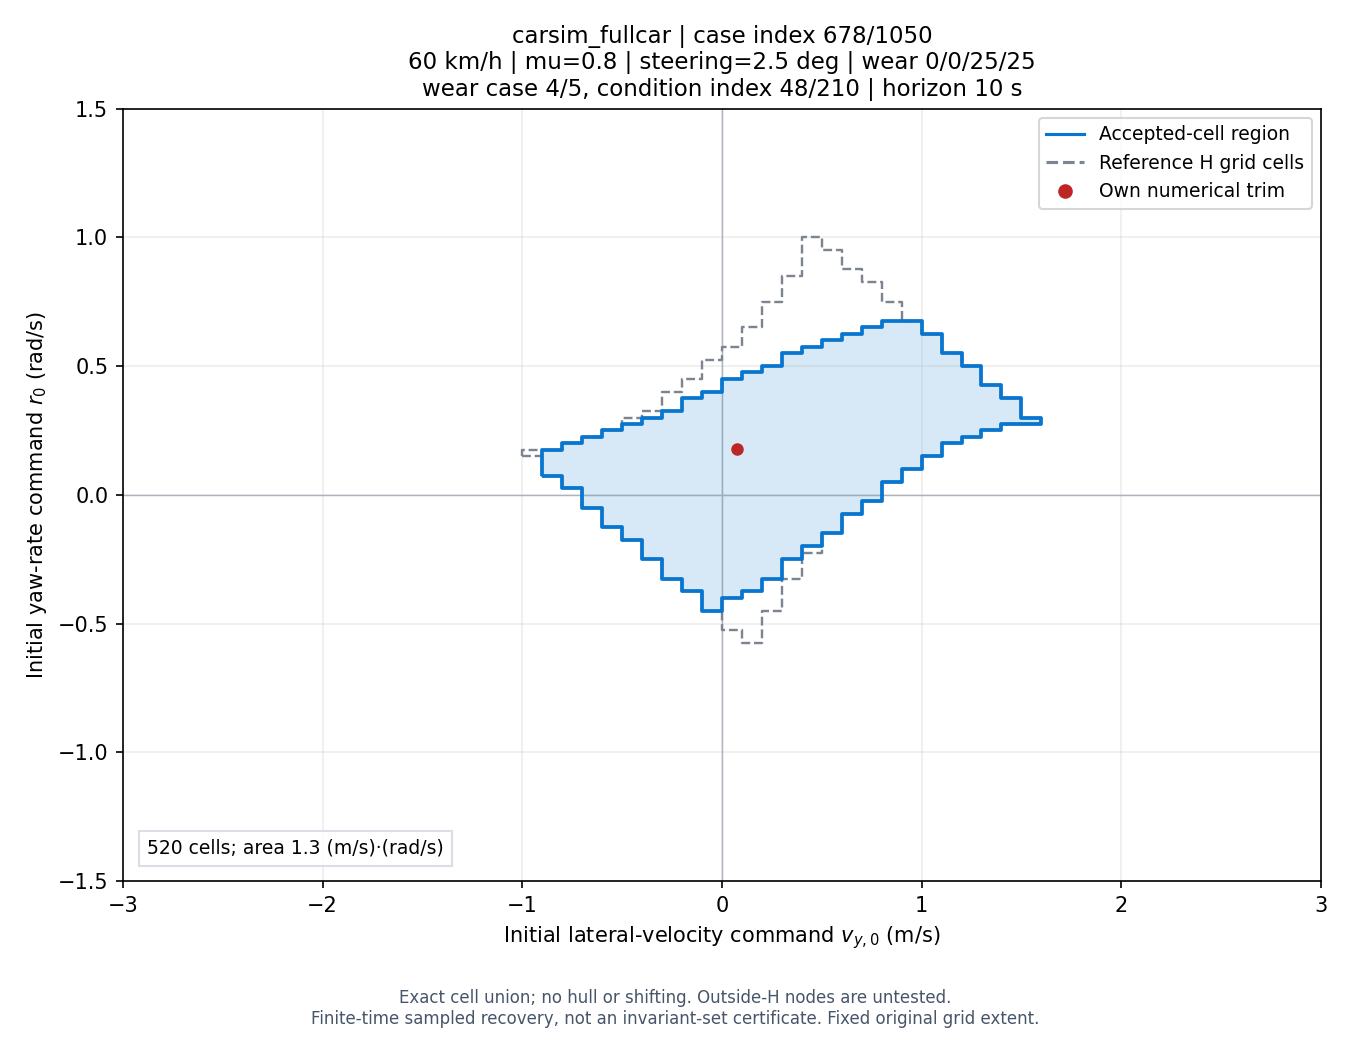 carsim_fullcar | case index 678/1050
60 km/h | mu=0.8 | steering=2.5 deg | wear 0/0/25/25
wear case 4/5, condition index 48/210 | horizon 10 s
Accepted-cell region
Reference H grid cells
Own numerical trim
1.5
1.0
0.5
0.0
−0.5
−1.0
−1.5
Initial yaw-rate command r₀ (rad/s)
520 cells; area 1.3 (m/s)·(rad/s)
−3
−2
−1
0
1
2
3
Initial lateral-velocity command v_{y,0} (m/s)
Exact cell union; no hull or shifting. Outside-H nodes are untested.
Finite-time sampled recovery, not an invariant-set certificate. Fixed original grid extent.